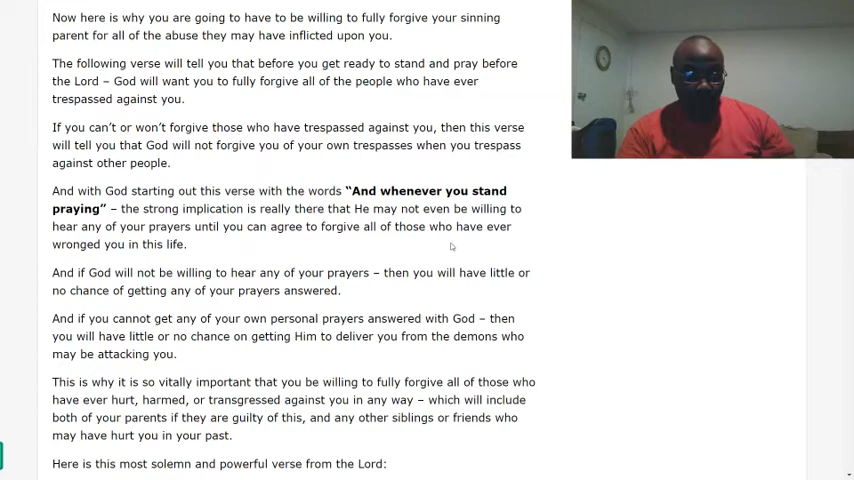 Now here is why you are going to have to be willing to fully forgive your sinning
parent for all of the abuse they may have inflicted upon you.
The following verse will tell you that before you get ready to stand and pray before
the Lord – God will want you to fully forgive all of the people who have ever
trespassed against you.
If you can’t or won’t forgive those who have trespassed against you, then this verse
will tell you that God will not forgive you of your own trespasses when you trespass
against other people.
And with God starting out this verse with the words “And whenever you stand
praying” – the strong implication is really there that He may not even be willing to
hear any of your prayers until you can agree to forgive all of those who have ever
wronged you in this life.
And if God will not be willing to hear any of your prayers – then you will have little or
no chance of getting any of your prayers answered.
And if you cannot get any of your own personal prayers answered with God – then
you will have little or no chance on getting Him to deliver you from the demons who
may be attacking you.
This is why it is so vitally important that you be willing to fully forgive all of those who
have ever hurt, harmed, or transgressed against you in any way – which will include
both of your parents if they are guilty of this, and any other siblings or friends who
may have hurt you in your past.
Here is this most solemn and powerful verse from the Lord: